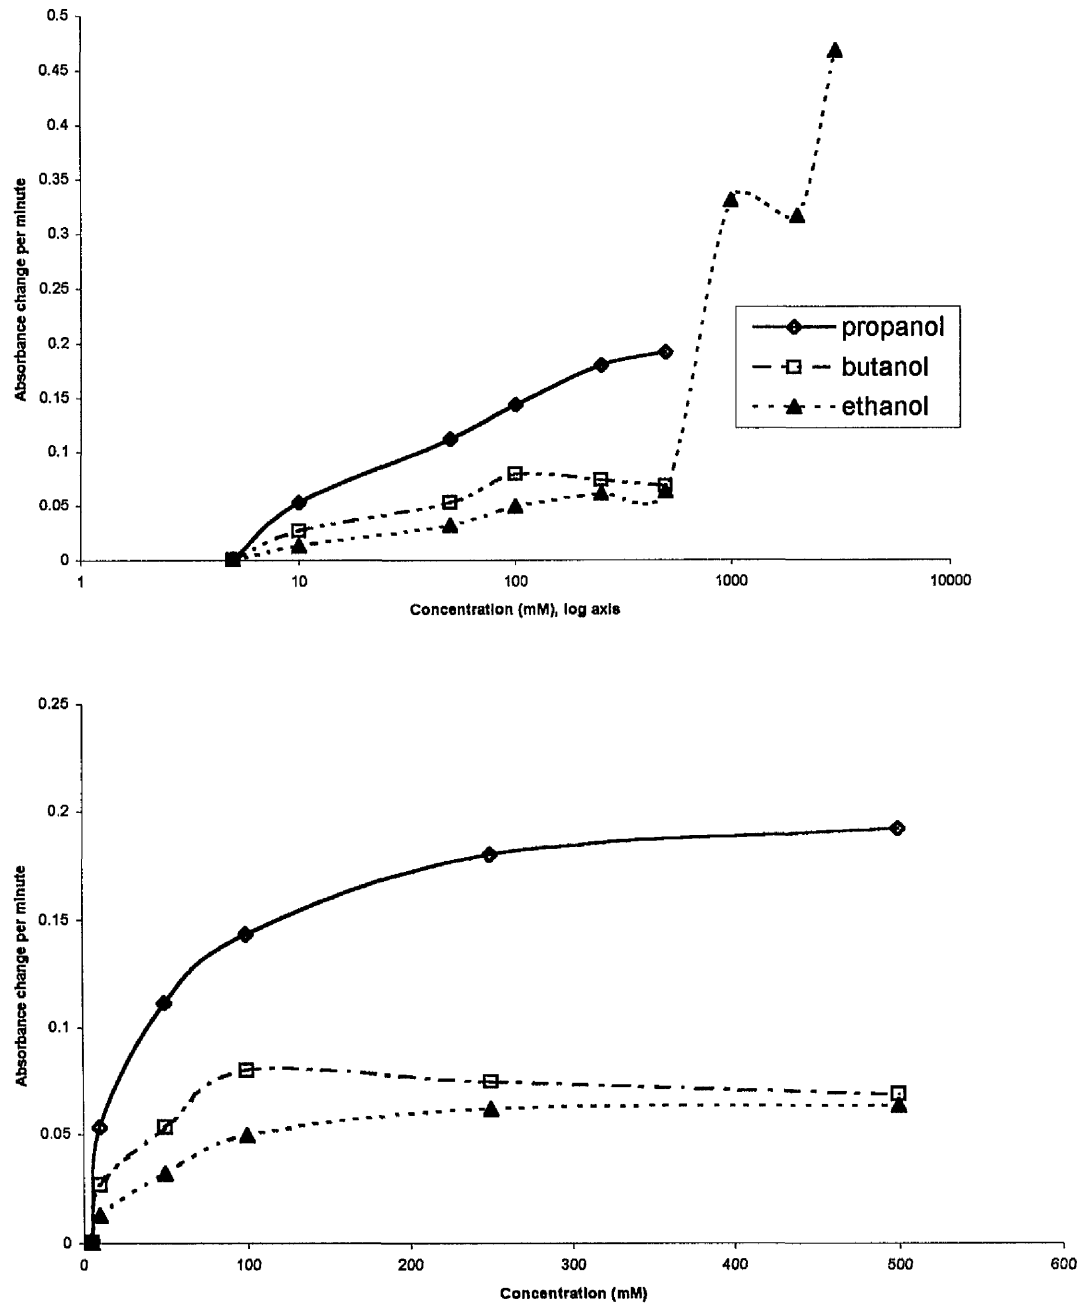 0.5
0.45
0.4
0.35
0.3
0.25
0.2
0.15
0.1
0.05
0
Absorbance change per minute
1 10 100 1000 10000
Concentration (mM), log axis
propanol
butanol
ethanol
0.25
0.2
0.15
0.1
0.05
0
Absorbance change per minute
0 100 200 300 400 500 600
Concentration (mM)